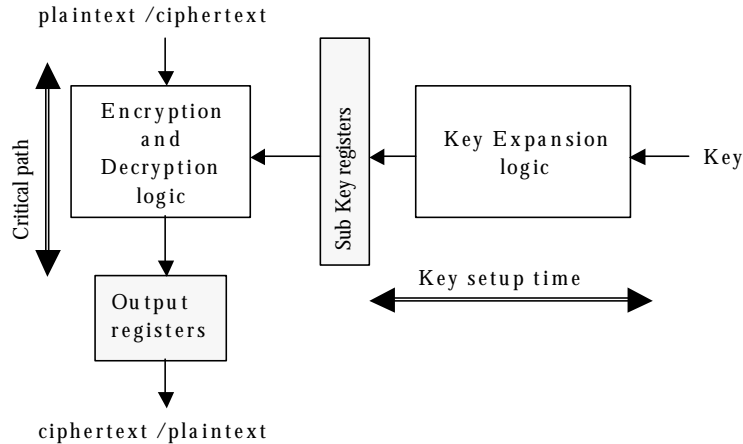 plaintext /ciphertext
Encryption
and
Decryption
logic
Critical path
Sub Key registers
Key Expansion
logic
Key
Key setup time
Output
registers
ciphertext /plaintext